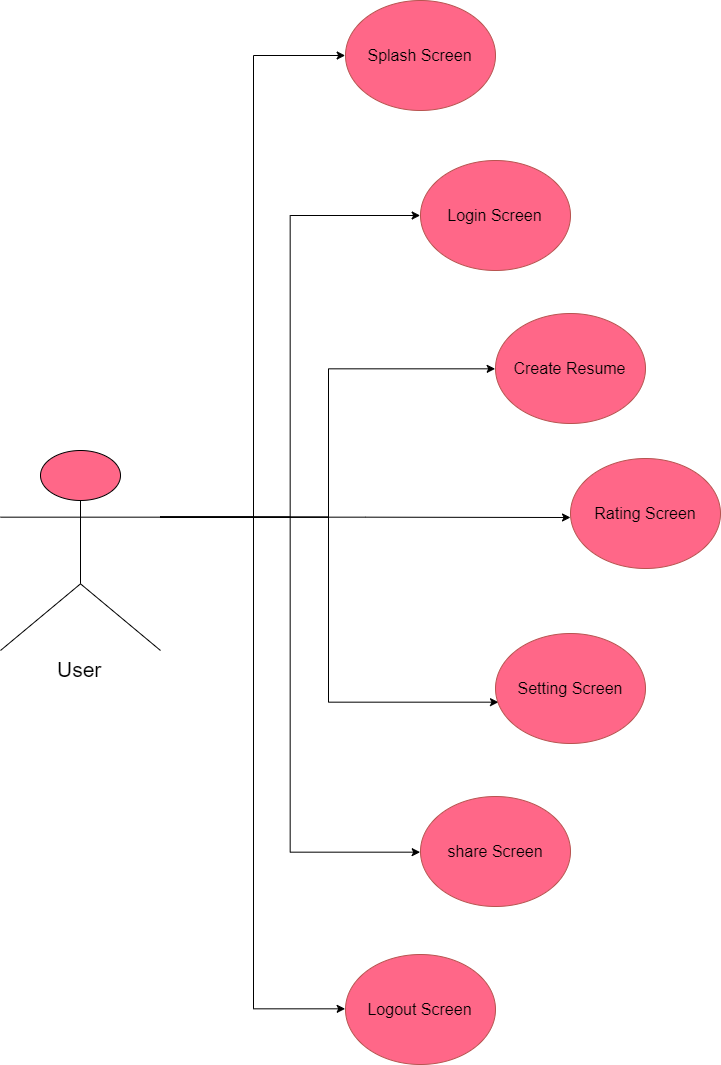 Splash Screen
Login Screen
Create Resume
Rating Screen
User
Setting Screen
share Screen
Logout Screen